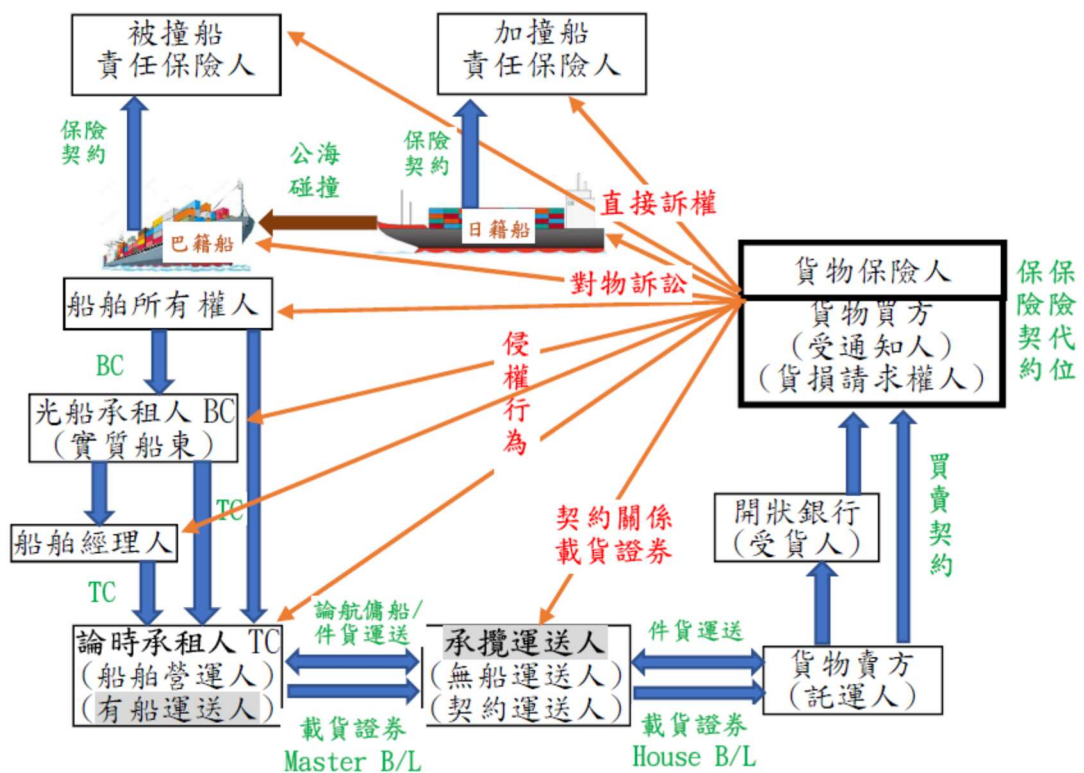 被撞船
責任保險人
加撞船
責任保險人
保險
契約
公海
碰撞
保險
契約
直接訴權
巴籍船
日籍船
對物訴訟
貨物保險人
貨物買方
(受通知人)
(貨損請求權人)
保險契約
保險代位
船舶所有權人
BC
侵權行為
光船承租人 BC
(實質船東)
TC
船舶經理人
TC
契約關係
載貨證券
開狀銀行
(受貨人)
買賣契約
論時承租人 TC
(船舶營運人)
(有船運送人)
論航傭船/
件貨運送
承攬運送人
(無船運送人)
(契約運送人)
件貨運送
貨物賣方
(託運人)
載貨證券
Master B/L
載貨證券
House B/L